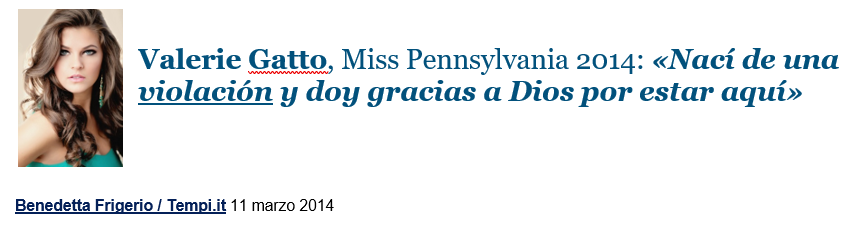 Valerie Gatto, Miss Pennsylvania 2014: «Nací de una
violación y doy gracias a Dios por estar aquí»
Benedetta Frigerio / Tempi.it 11 marzo 2014